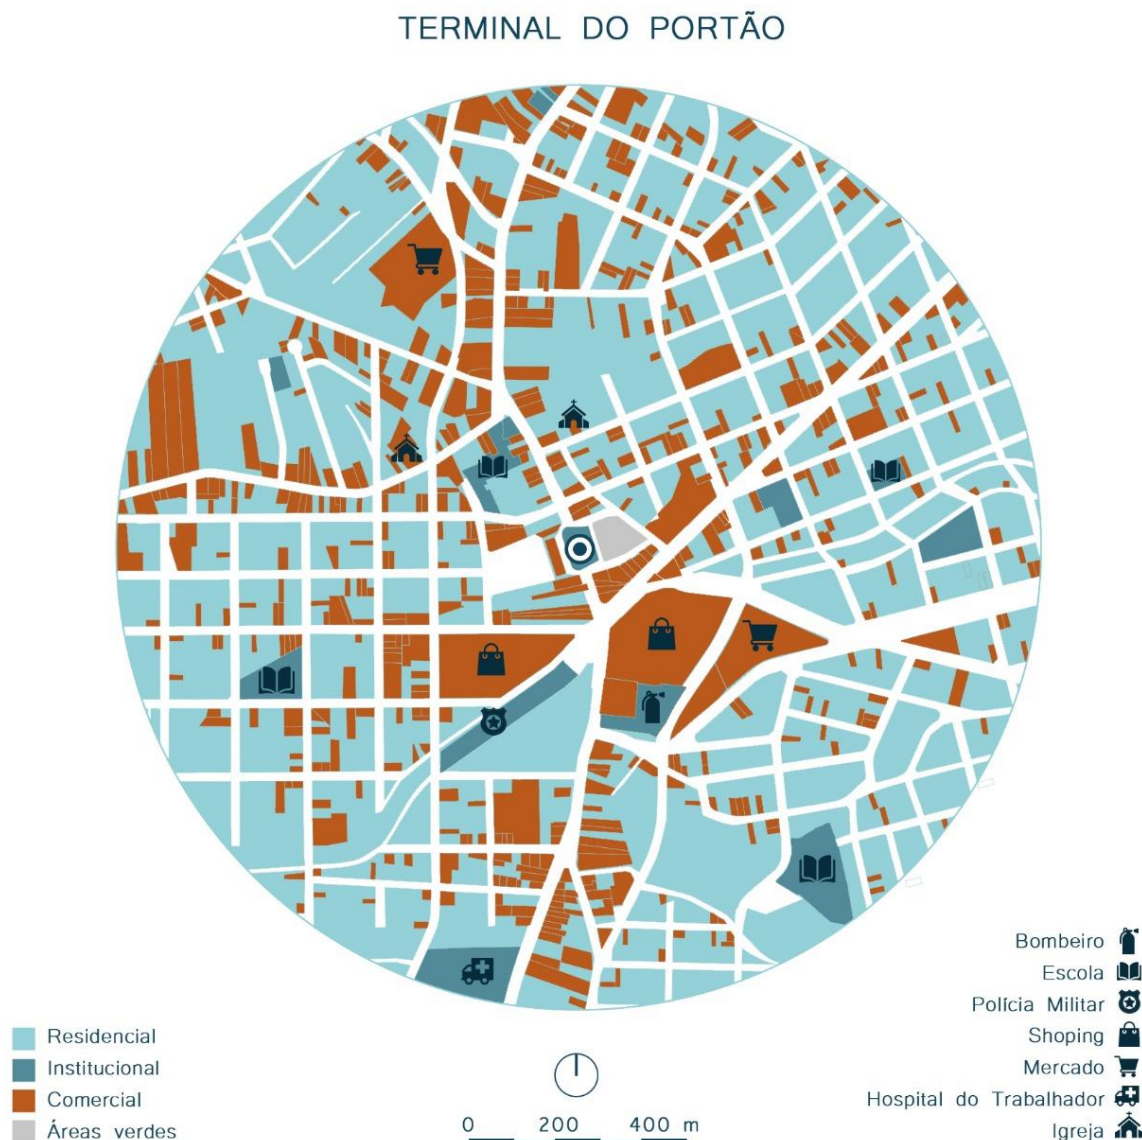 TERMINAL DO PORTÃO
Residencial
Institucional
Comercial
Áreas verdes
0 200 400 m
Bombeiro
Escola
Polícia Militar
Shoping
Mercado
Hospital do Trabalhador
Igreja